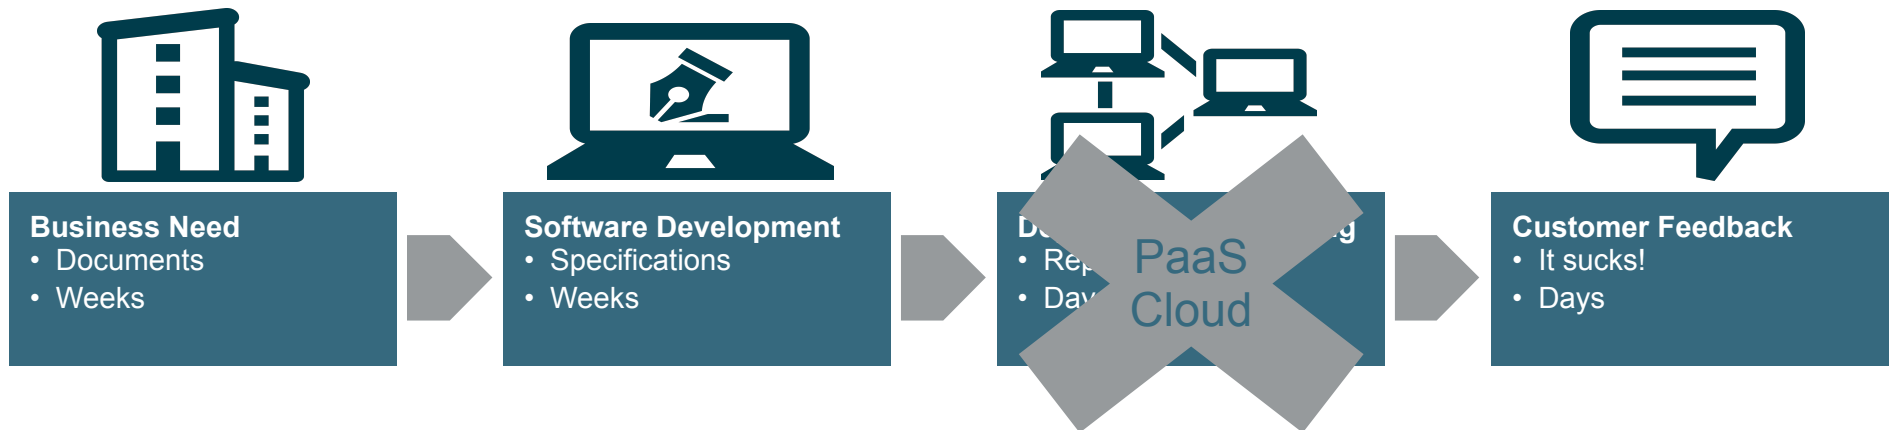 Business Need
• Documents
• Weeks
Software Development
• Specifications
• Weeks
PaaS
Cloud
Customer Feedback
• It sucks!
• Days